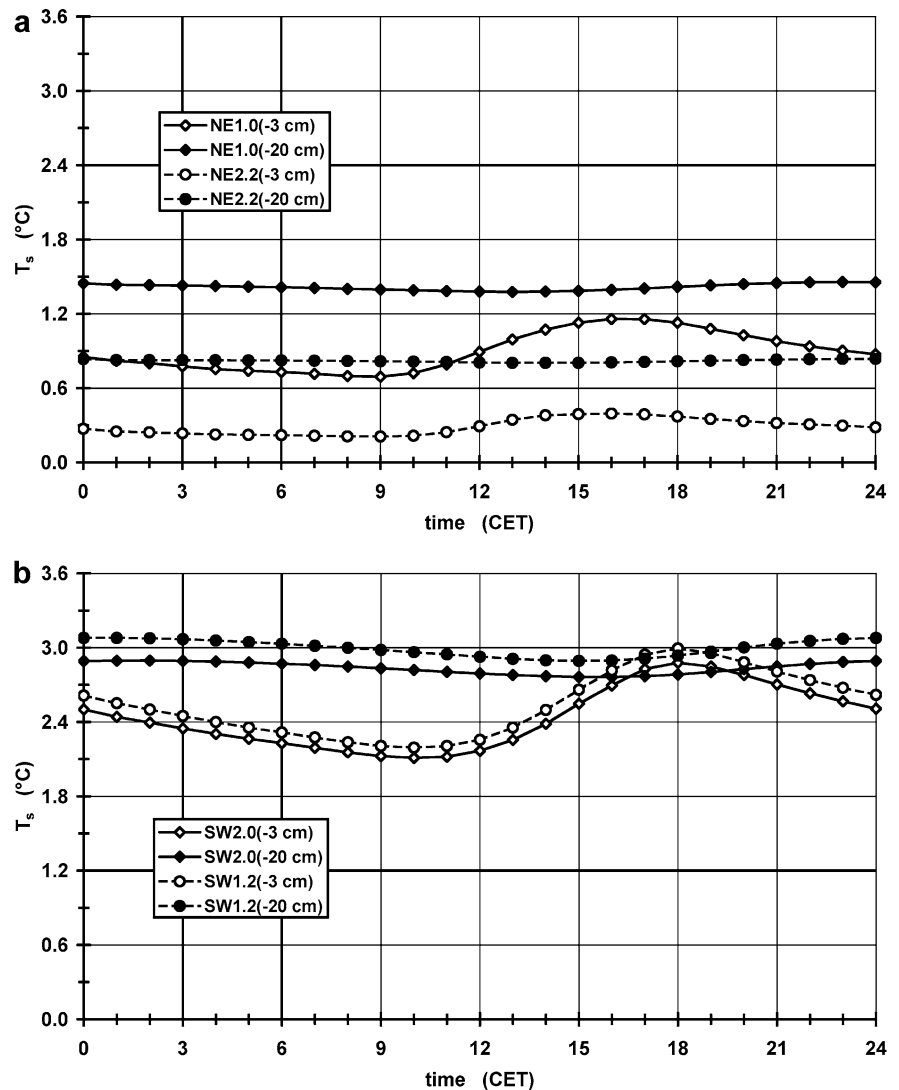 a
3.6
3.0
2.4
1.8
1.2
0.6
0.0
Ts (°C)
NE1.0(-3 cm)
NE1.0(-20 cm)
NE2.2(-3 cm)
NE2.2(-20 cm)
0 3 6 9 12 15 18 21 24
time (CET)
b
3.6
3.0
2.4
1.8
1.2
0.6
0.0
Ts (°C)
SW2.0(-3 cm)
SW2.0(-20 cm)
SW1.2(-3 cm)
SW1.2(-20 cm)
0 3 6 9 12 15 18 21 24
time (CET)